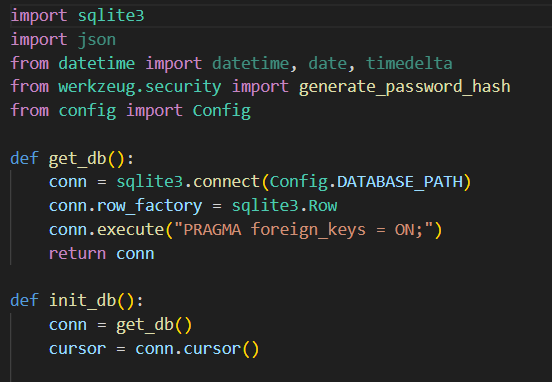 import sqlite3
import json
from datetime import datetime, date, timedelta
from werkzeug.security import generate_password_hash
from config import Config
def get_db():
    conn = sqlite3.connect(Config.DATABASE_PATH)
    conn.row_factory = sqlite3.Row
    conn.execute("PRAGMA foreign_keys = ON;")
    return conn
def init_db():
    conn = get_db()
    cursor = conn.cursor()